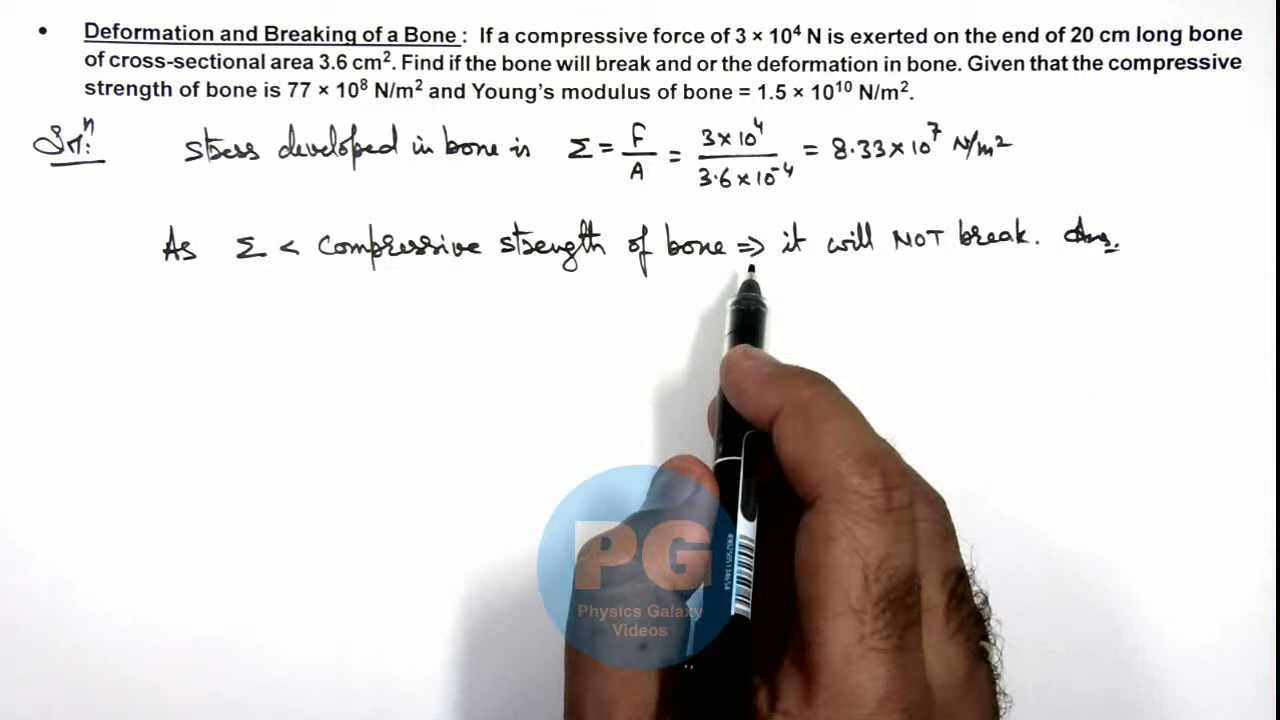 • Deformation and Breaking of a Bone : If a compressive force of 3 × 10⁴ N is exerted on the end of 20 cm long bone
of cross-sectional area 3.6 cm². Find if the bone will break and or the deformation in bone. Given that the compressive
strength of bone is 77 × 10⁸ N/m² and Young's modulus of bone = 1.5 × 10¹⁰ N/m².
Solⁿ: Stess developed in bone is Σ = F/A = 3×10⁴/3.6×10⁻⁴ = 8.33×10⁷ N/m²
As Σ < compressive strength of bone ⇒ it will NOT break. Ans.
PG
Physics Galaxy
Videos